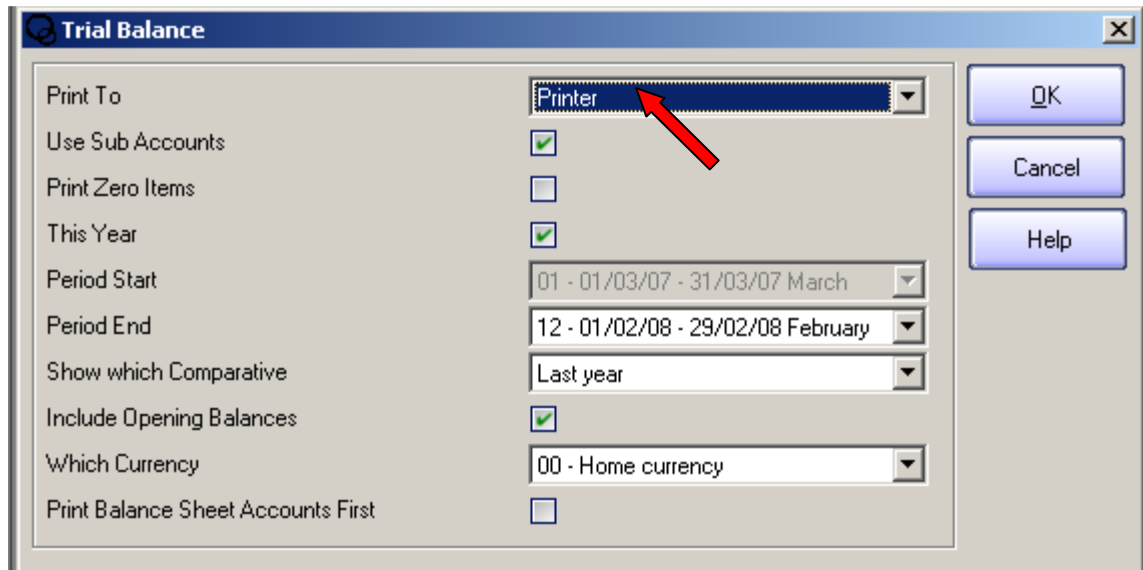 Trial Balance
Print To Printer OK
Use Sub Accounts
Print Zero Items Cancel
This Year Help
Period Start 01 - 01/03/07 - 31/03/07 March
Period End 12 - 01/02/08 - 29/02/08 February
Show which Comparative Last year
Include Opening Balances
Which Currency 00 - Home currency
Print Balance Sheet Accounts First